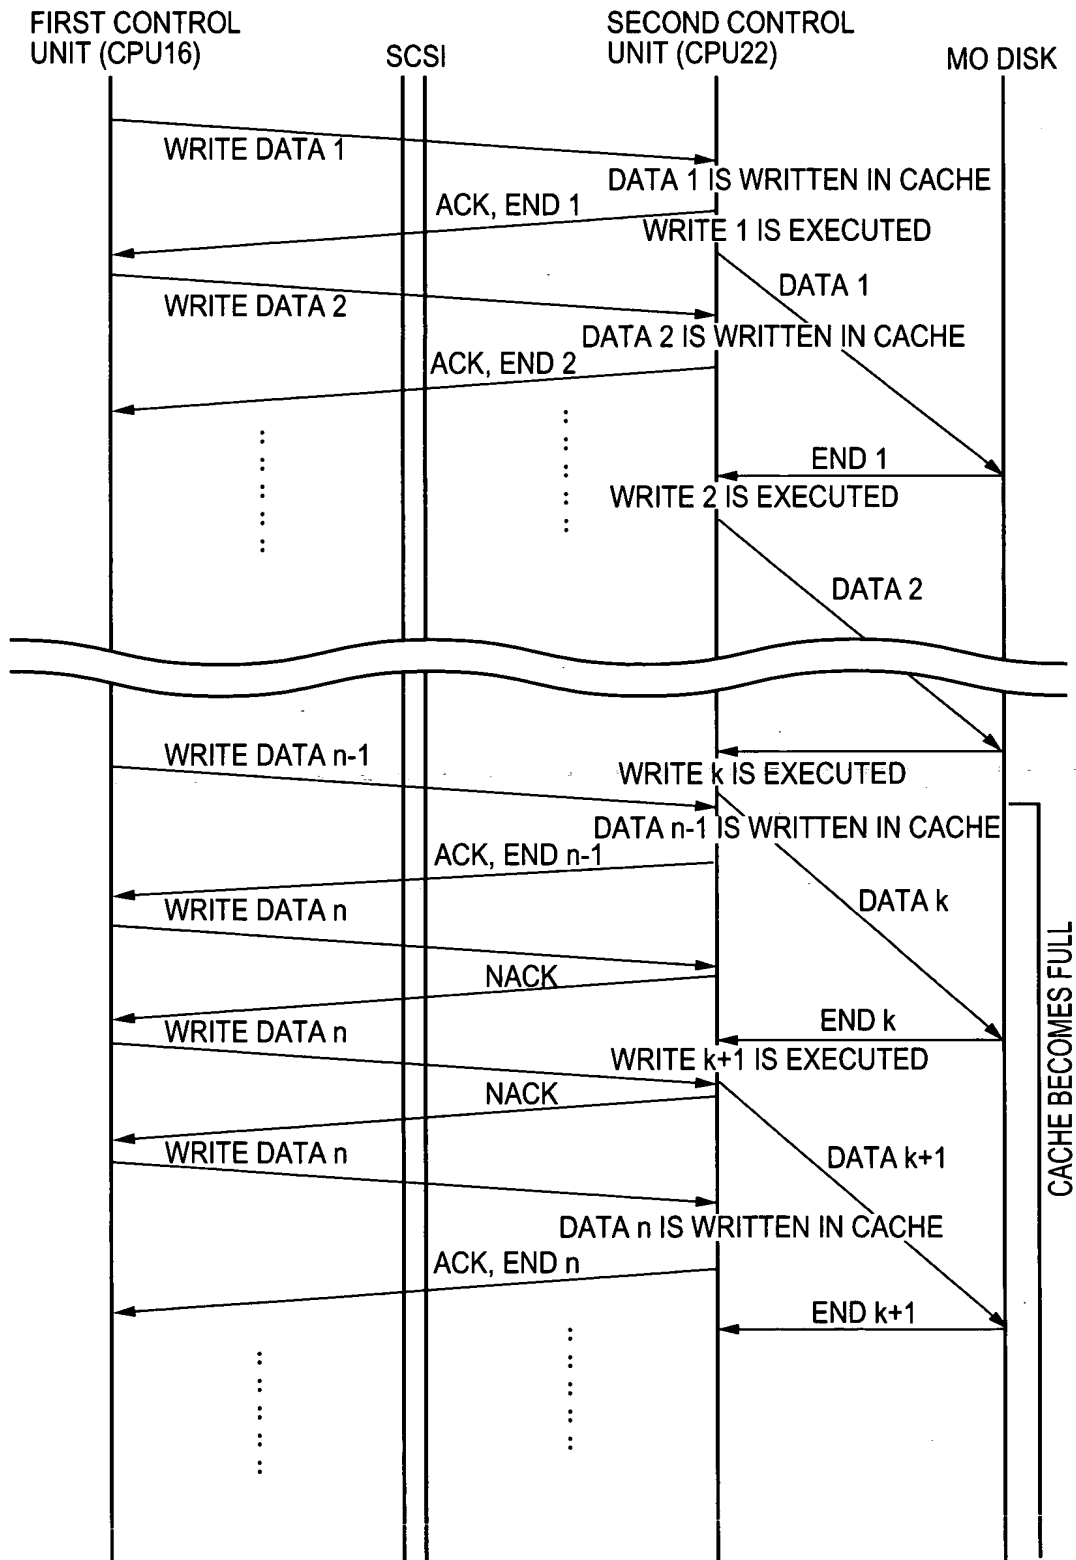 FIRST CONTROL
UNIT (CPU16)
SCSI
SECOND CONTROL
UNIT (CPU22)
MO DISK
WRITE DATA 1
DATA 1 IS WRITTEN IN CACHE
ACK, END 1
WRITE 1 IS EXECUTED
DATA 1
WRITE DATA 2
DATA 2 IS WRITTEN IN CACHE
ACK, END 2
END 1
WRITE 2 IS EXECUTED
DATA 2
WRITE DATA n-1
WRITE k IS EXECUTED
DATA n-1 IS WRITTEN IN CACHE
ACK, END n-1
DATA k
WRITE DATA n
NACK
END k
WRITE DATA n
WRITE k+1 IS EXECUTED
NACK
WRITE DATA n
DATA k+1
DATA n IS WRITTEN IN CACHE
ACK, END n
END k+1
CACHE BECOMES FULL